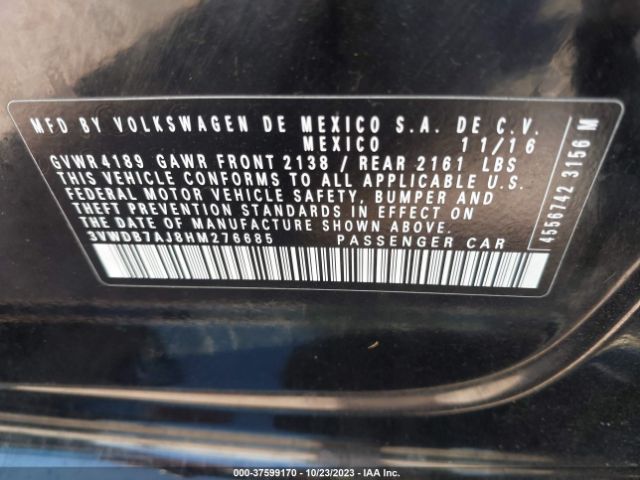 MFD BY VOLKSWAGEN DE MEXICO S.A. DE C.V.
MEXICO 11/16
GVWR 4189 GAWR FRONT 2138 / REAR 2161 LBS
THIS VEHICLE CONFORMS TO ALL APPLICABLE U.S.
FEDERAL MOTOR VEHICLE SAFETY, BUMPER AND
THEFT PREVENTION STANDARDS IN EFFECT ON
THE DATE OF MANUFACTURE SHOWN ABOVE.
3VWDB7AJ8HM276685 PASSENGER CAR
4556742 3156 M
000-37599170 | 10/23/2023 | IAA Inc.